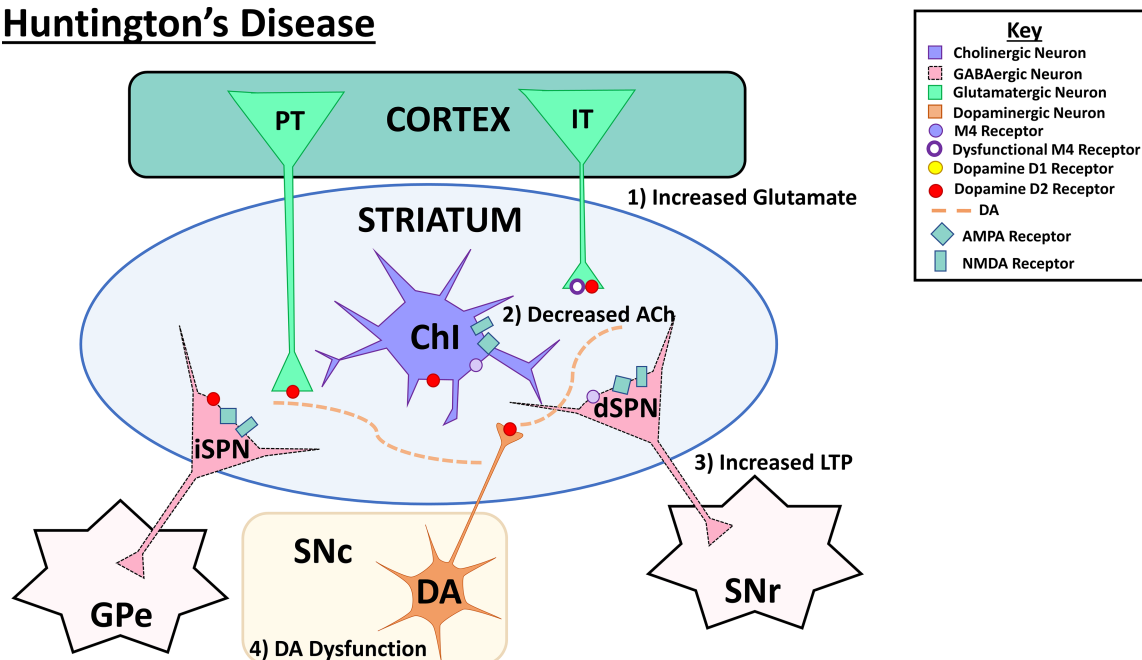 Huntington's Disease
Key
Cholinergic Neuron
GABAergic Neuron
Glutamatergic Neuron
Dopaminergic Neuron
M4 Receptor
Dysfunctional M4 Receptor
Dopamine D1 Receptor
Dopamine D2 Receptor
DA
AMPA Receptor
NMDA Receptor
PT
CORTEX
IT
1) Increased Glutamate
STRIATUM
2) Decreased ACh
ChI
dSPN
iSPN
3) Increased LTP
SNc
DA
SNr
GPe
4) DA Dysfunction